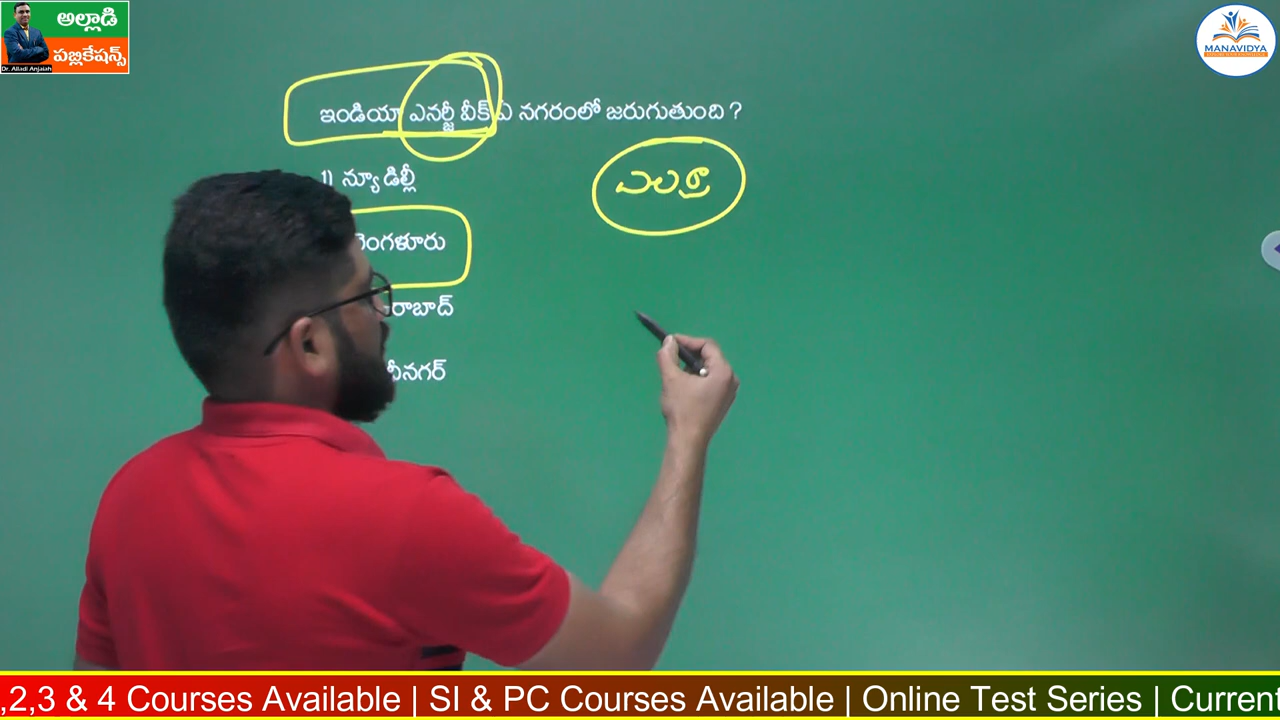 అల్లాడి
పబ్లికేషన్స్
Dr. Alladi Anjaiah
MANAVIDYA
ఇండియా ఎనర్జీ వీక్ ఏ నగరంలో జరుగుతుంది ?
1) న్యూ డిల్లీ
బెంగళూరు
రాబాద్
నగర్
,2,3 & 4 Courses Available | SI & PC Courses Available | Online Test Series | Current